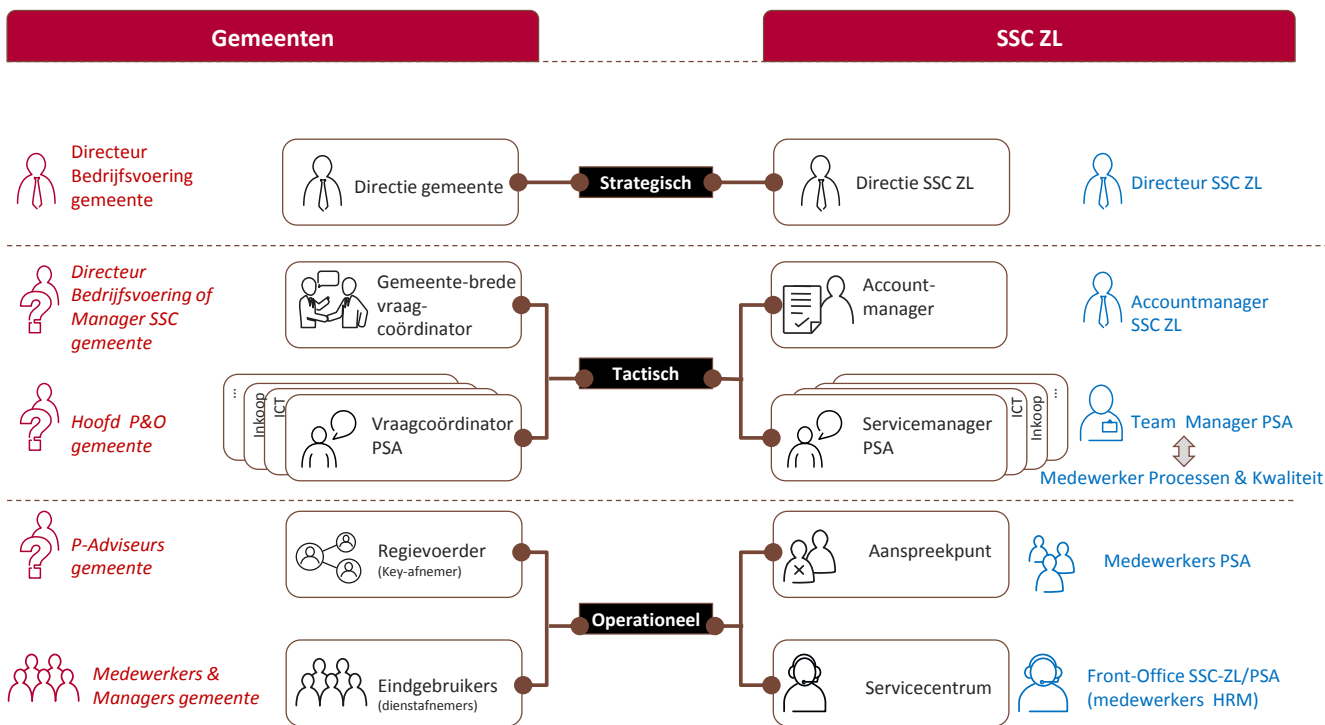 Gemeenten
SSC ZL
Directeur
Bedrijfsvoering
gemeente
Directie gemeente
Strategisch
Directie SSC ZL
Directeur SSC ZL
Directeur
Bedrijfsvoering of
Manager SSC
gemeente
Gemeente-brede
vraag-
coördinator
Account-
manager
Accountmanager
SSC ZL
Tactisch
Hoofd P&O
gemeente
...
Inkoop
ICT
Vraagcoördinator
PSA
Servicemanager
PSA
ICT
Inkoop
...
Team Manager PSA
Medewerker Processen & Kwaliteit
P-Adviseurs
gemeente
Regievoerder
(Key-afnemer)
Aanspreekpunt
Medewerkers PSA
Operationeel
Medewerkers &
Managers gemeente
Eindgebruikers
(dienstafnemers)
Servicecentrum
Front-Office SSC-ZL/PSA
(medewerkers HRM)